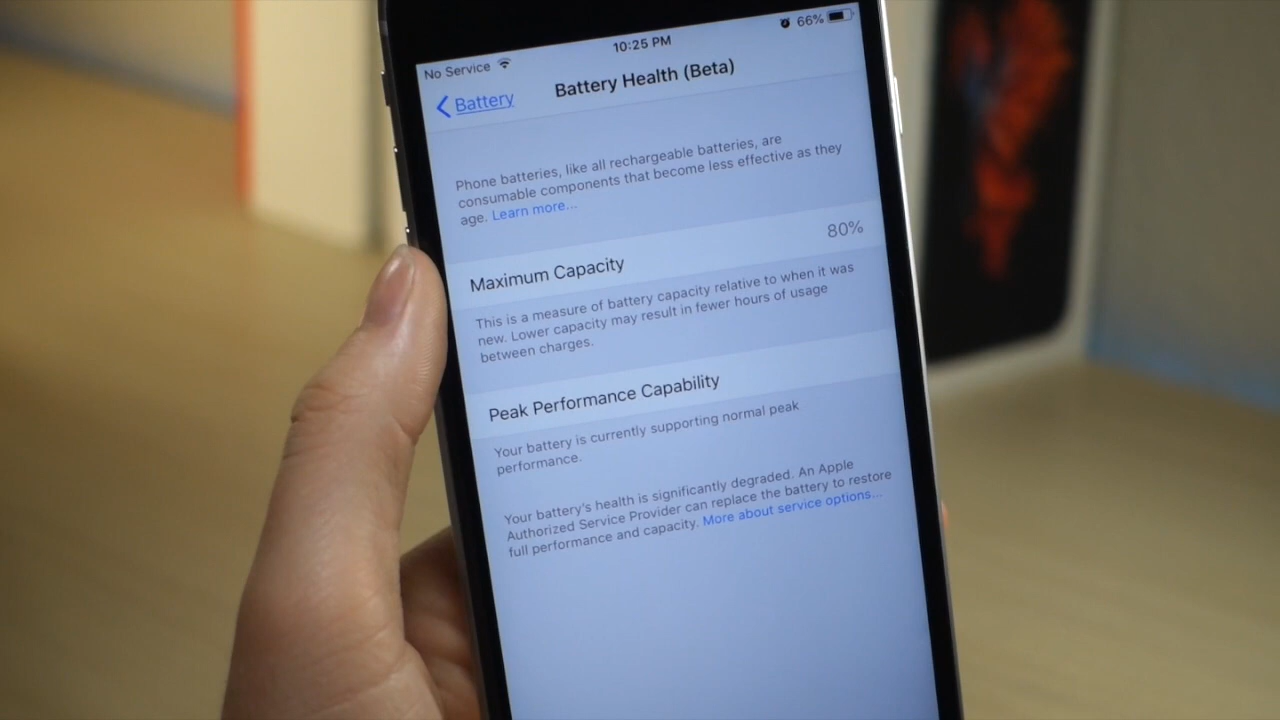 No Service 10:25 PM 66%
Battery Battery Health (Beta)
Phone batteries, like all rechargeable batteries, are
consumable components that become less effective as they
age. Learn more...
Maximum Capacity 80%
This is a measure of battery capacity relative to when it was
new. Lower capacity may result in fewer hours of usage
between charges.
Peak Performance Capability
Your battery is currently supporting normal peak
performance.
Your battery's health is significantly degraded. An Apple
Authorized Service Provider can replace the battery to restore
full performance and capacity. More about service options...